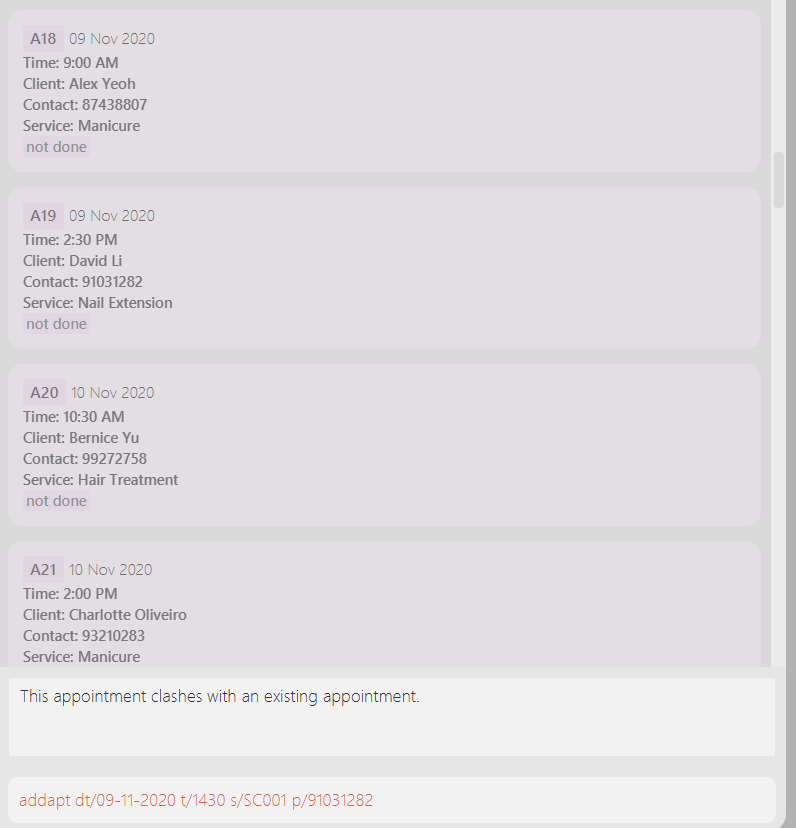 A18 09 Nov 2020
Time: 9:00 AM
Client: Alex Yeoh
Contact: 87438807
Service: Manicure
not done
A19 09 Nov 2020
Time: 2:30 PM
Client: David Li
Contact: 91031282
Service: Nail Extension
not done
A20 10 Nov 2020
Time: 10:30 AM
Client: Bernice Yu
Contact: 99272758
Service: Hair Treatment
not done
A21 10 Nov 2020
Time: 2:00 PM
Client: Charlotte Oliveiro
Contact: 93210283
Service: Manicure
This appointment clashes with an existing appointment.
addapt dt/09-11-2020 t/1430 s/SC001 p/91031282